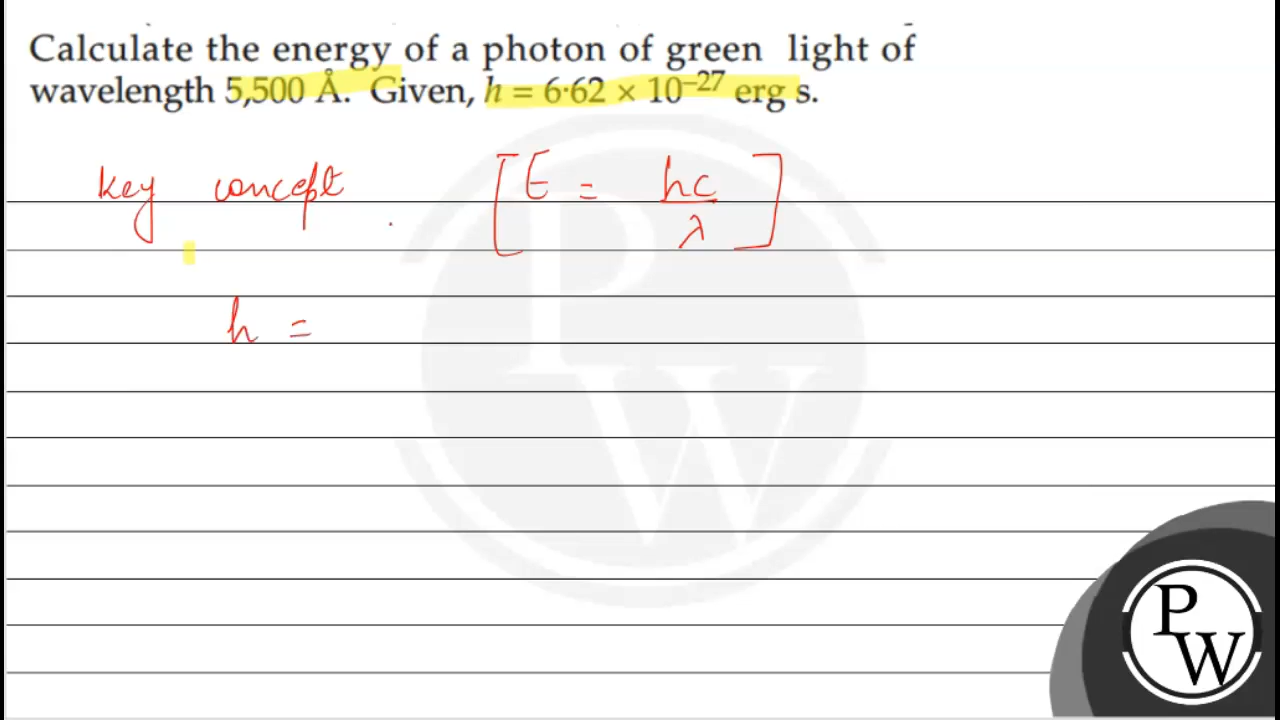 Calculate the energy of a photon of green light of
wavelength 5,500 Å. Given, h = 6·62 × 10⁻²⁷ erg s.
key concept [E = hc/λ]
h =
PW
PW